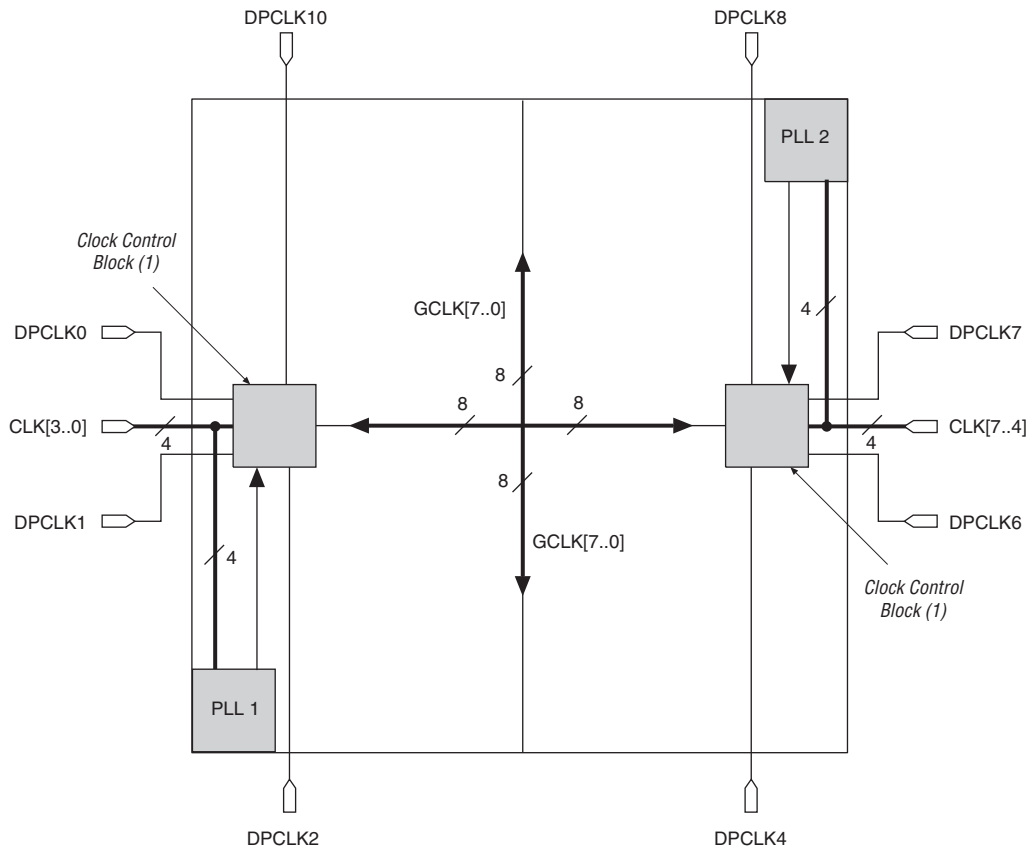 DPCLK10
DPCLK8
PLL 2
Clock Control
Block (1)
GCLK[7..0]
4
DPCLK0
DPCLK7
8
8
8
CLK[3..0]
4
4
CLK[7..4]
8
DPCLK1
DPCLK6
GCLK[7..0]
4
Clock Control
Block (1)
PLL 1
DPCLK2
DPCLK4